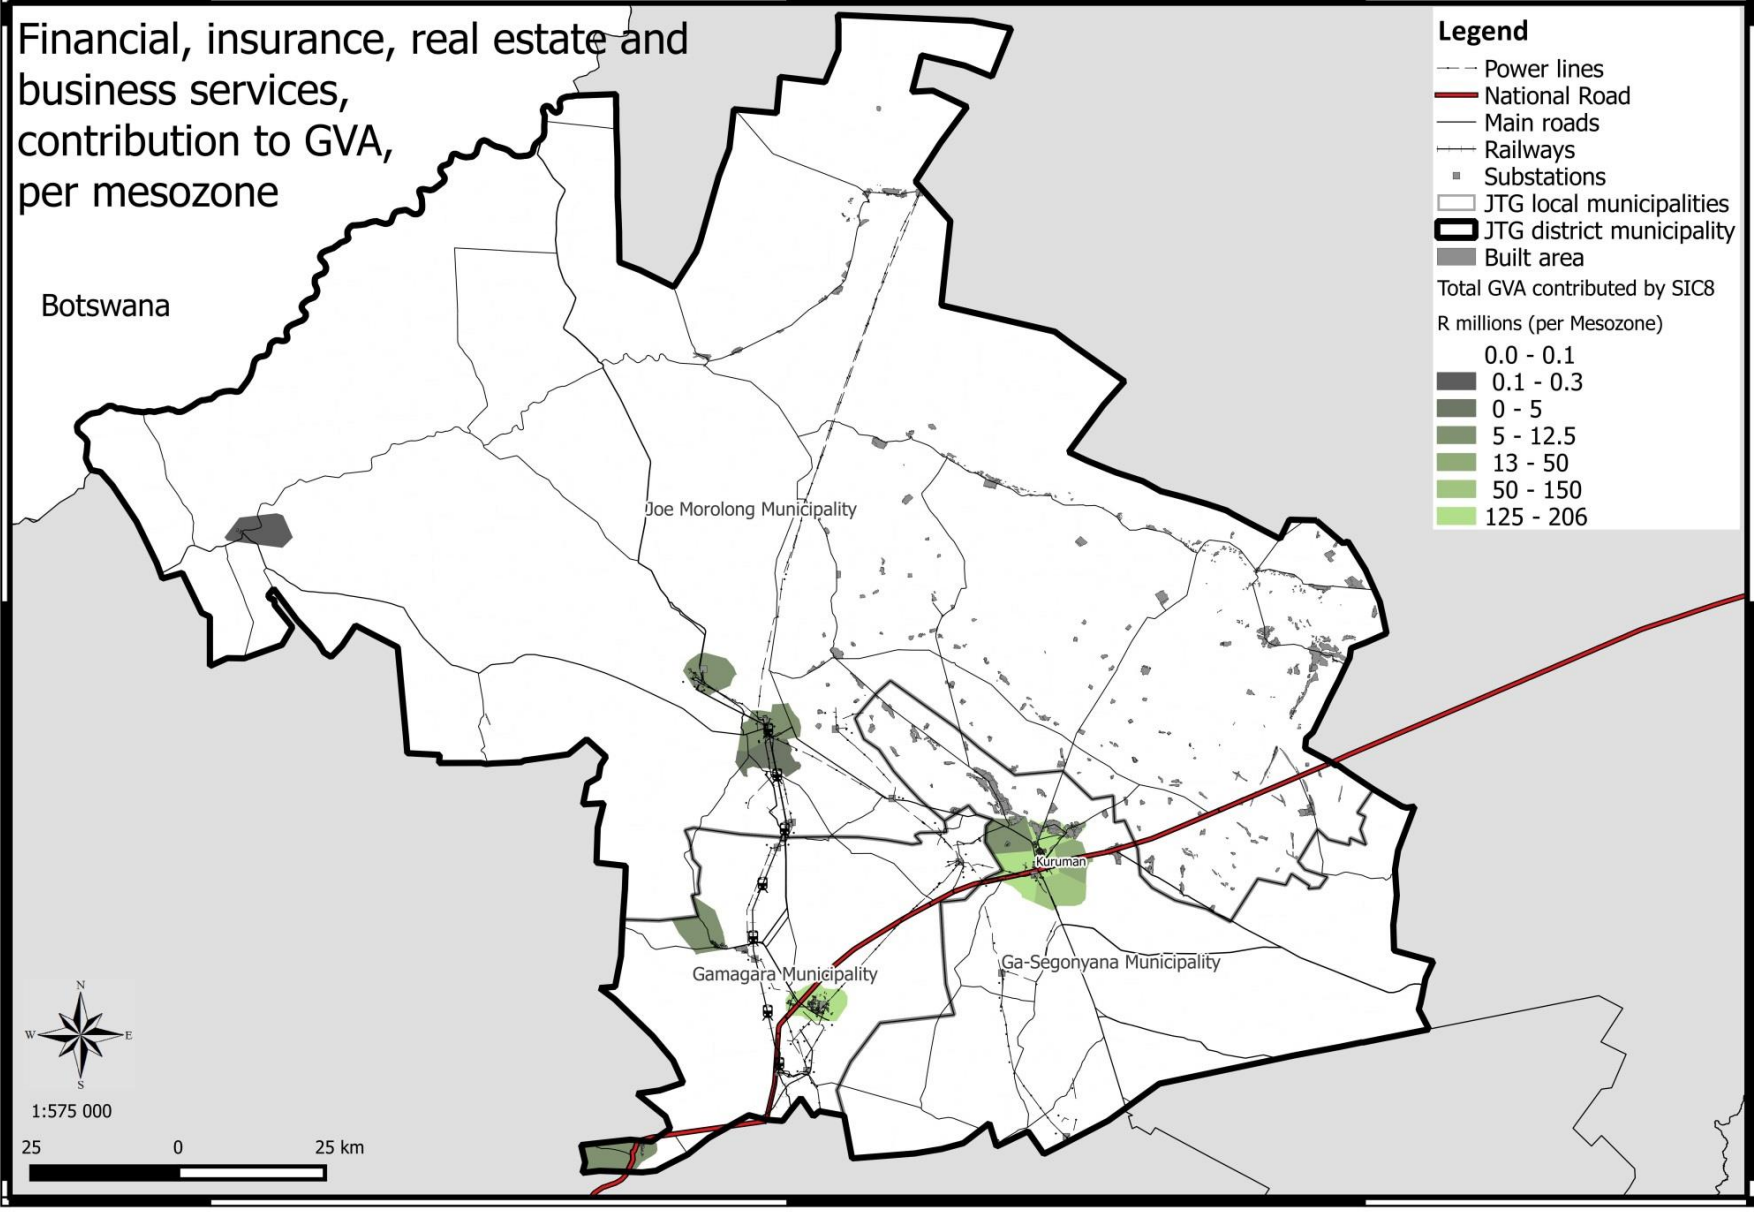 Financial, insurance, real estate and
business services,
contribution to GVA,
per mesozone
Botswana
Joe Morolong Municipality
Kuruman
Gamagara Municipality
Ga-Segonyana Municipality
N
W
E
S
1:575 000
25 0 25 km
Legend
Power lines
National Road
Main roads
Railways
Substations
JTG local municipalities
JTG district municipality
Built area
Total GVA contributed by SIC8
R millions (per Mesozone)
0.0 - 0.1
0.1 - 0.3
0 - 5
5 - 12.5
13 - 50
50 - 150
125 - 206